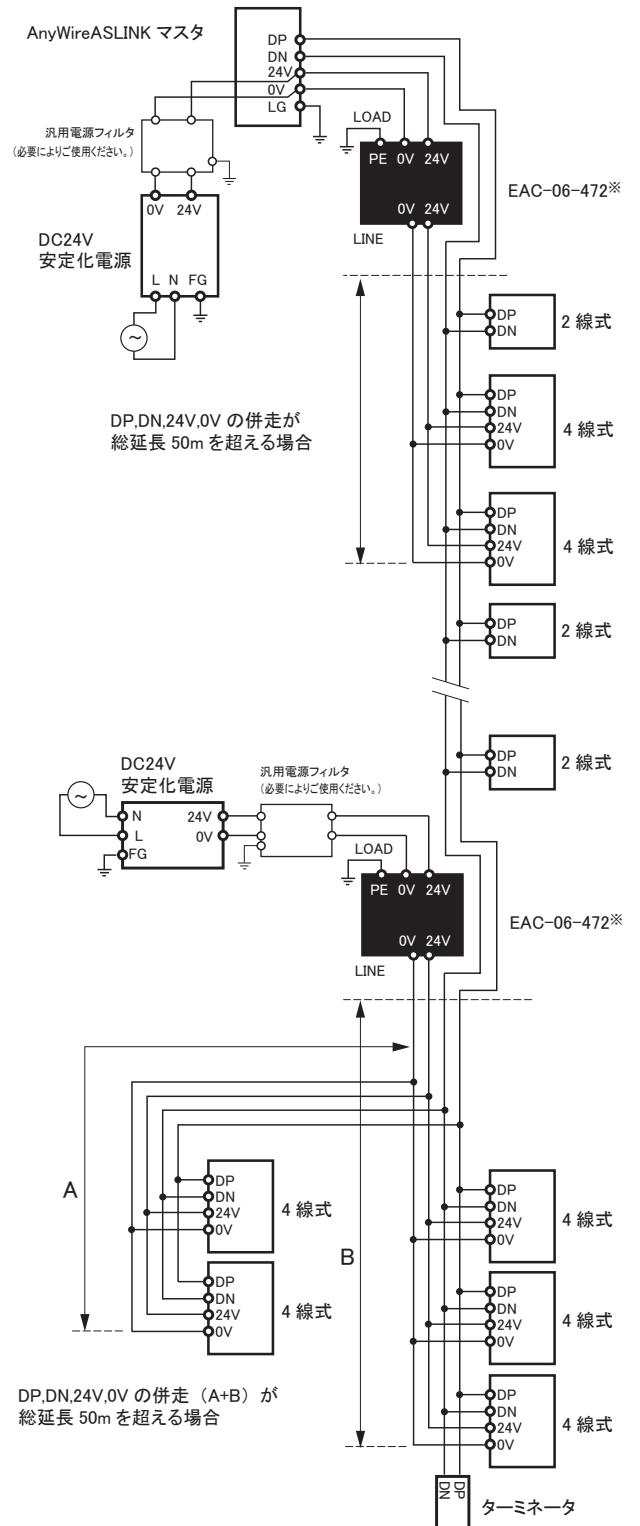 AnyWireASLINK マスタ
DP
DN
24V
0V
LG
汎用電源フィルタ
(必要によりご使用ください。)
LOAD
PE 0V 24V
0V 24V
LINE
EAC-06-472※
0V 24V
DC24V
安定化電源
L N FG
~
DP
DN
2 線式
DP,DN,24V,0V の併走が
総延長 50m を超える場合
DP
DN
24V
0V
4 線式
DP
DN
24V
0V
4 線式
DP
DN
2 線式
DP
DN
2 線式
DC24V
安定化電源
~
N
L
FG
24V
0V
汎用電源フィルタ
(必要によりご使用ください。)
LOAD
PE 0V 24V
0V 24V
LINE
EAC-06-472※
A
DP
DN
24V
0V
4 線式
DP
DN
24V
0V
4 線式
B
DP
DN
24V
0V
4 線式
DP
DN
24V
0V
4 線式
DP
DN
24V
0V
4 線式
DP,DN,24V,0V の併走（A+B）が
総延長 50m を超える場合
DN
DP
ターミネータ